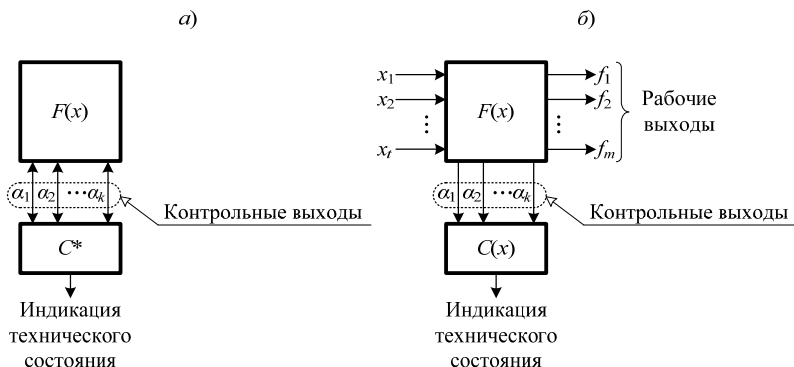 а)
F(x)
α1 α2 ···αk
Контрольные выходы
C*
Индикация
технического
состояния
б)
x1
x2
⋮
xt
F(x)
f1
f2
⋮
fm
Рабочие
выходы
α1 α2 ···αk
Контрольные выходы
C(x)
Индикация
технического
состояния